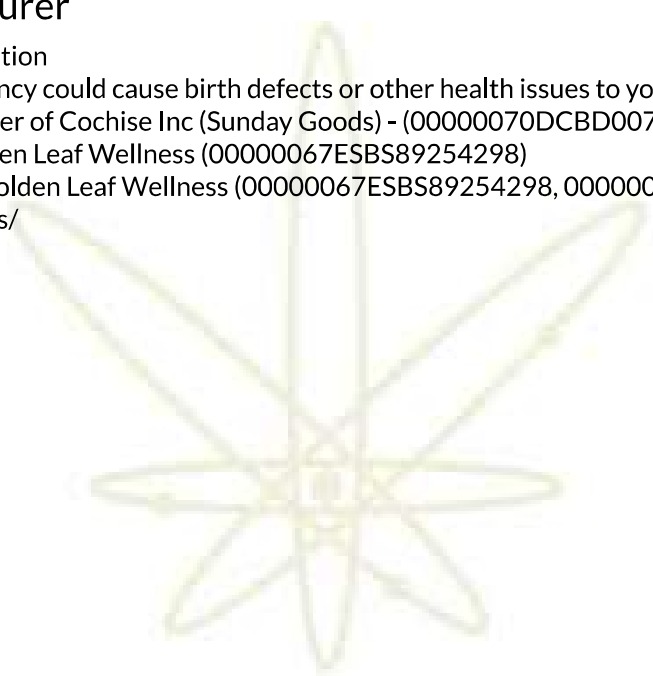 urer
tion
ncy could cause birth defects or other health issues to yo
er of Cochise Inc (Sunday Goods) - (00000070DCBD007
en Leaf Wellness (00000067ESBS89254298)
olden Leaf Wellness (00000067ESBS89254298, 000000
s/